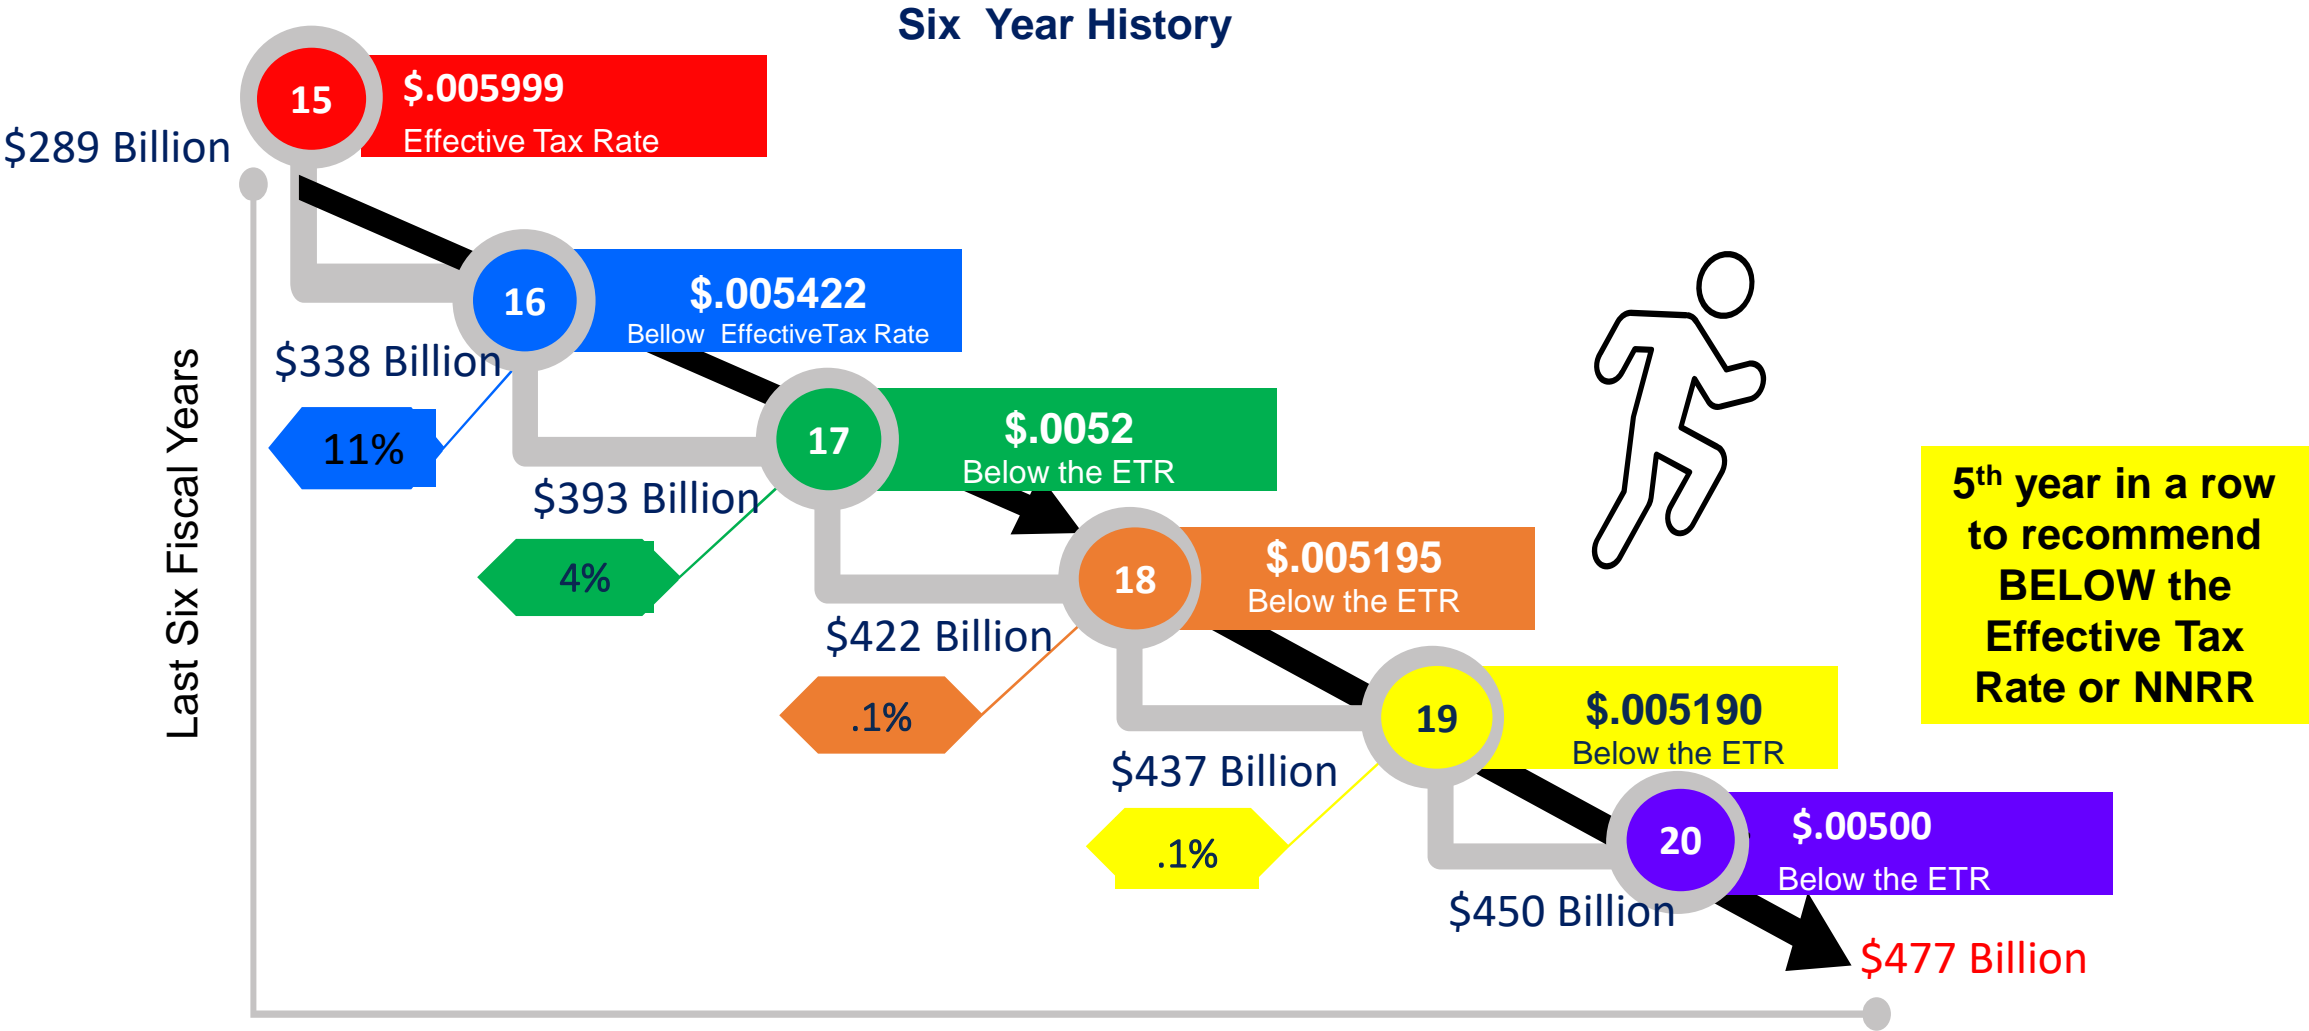 Six Year History
15
$.005999
Effective Tax Rate
$289 Billion
16
$.005422
Bellow EffectiveTax Rate
$338 Billion
11%
17
$.0052
Below the ETR
$393 Billion
4%
18
$.005195
Below the ETR
$422 Billion
.1%
19
$.005190
Below the ETR
$437 Billion
.1%
20
$.00500
Below the ETR
$450 Billion
$477 Billion
Last Six Fiscal Years
5th year in a row
to recommend
BELOW the
Effective Tax
Rate or NNRR